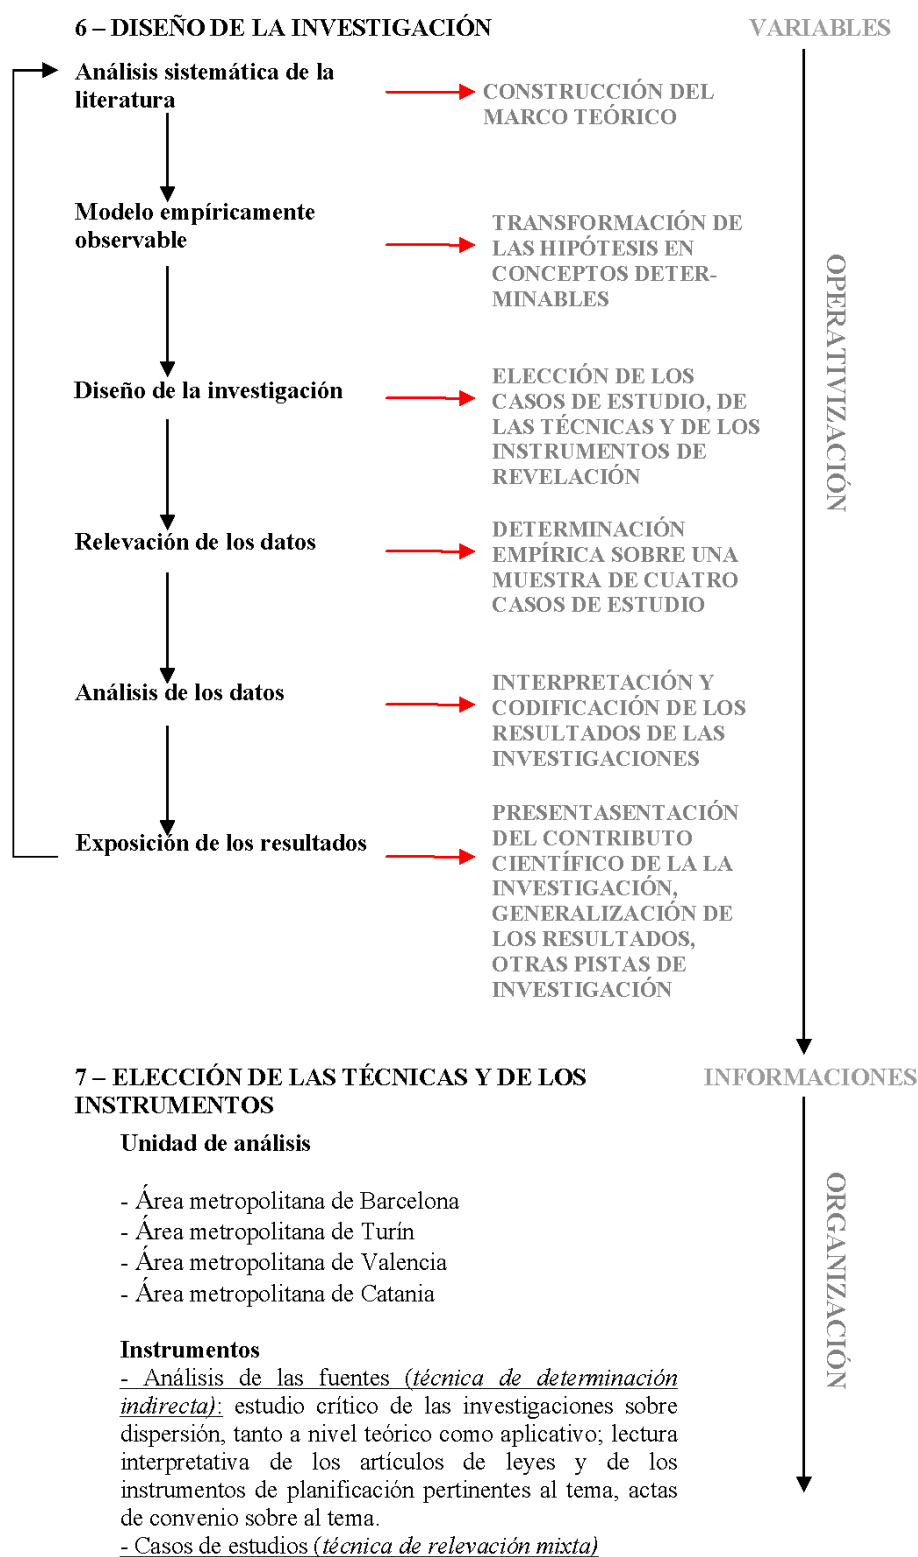 6 – DISEÑO DE LA INVESTIGACIÓN
VARIABLES
Análisis sistemática de la
literatura
CONSTRUCCIÓN DEL
MARCO TEÓRICO
Modelo empíricamente
observable
TRANSFORMACIÓN DE
LAS HIPÓTESIS EN
CONCEPTOS DETER-
MINABLES
OPERATIVIZACIÓN
Diseño de la investigación
ELECCIÓN DE LOS
CASOS DE ESTUDIO, DE
LAS TÉCNICAS Y DE LOS
INSTRUMENTOS DE
REVELACIÓN
Relevación de los datos
DETERMINACIÓN
EMPÍRICA SOBRE UNA
MUESTRA DE CUATRO
CASOS DE ESTUDIO
Análisis de los datos
INTERPRETACIÓN Y
CODIFICACIÓN DE LOS
RESULTADOS DE LAS
INVESTIGACIONES
Exposición de los resultados
PRESENTASENTACIÓN
DEL CONTRIBUTO
CIENTÍFICO DE LA LA
INVESTIGACIÓN,
GENERALIZACIÓN DE
LOS RESULTADOS,
OTRAS PISTAS DE
INVESTIGACIÓN
7 – ELECCIÓN DE LAS TÉCNICAS Y DE LOS
INSTRUMENTOS
INFORMACIONES
Unidad de análisis
- Área metropolitana de Barcelona
- Área metropolitana de Turín
- Área metropolitana de Valencia
- Área metropolitana de Catania
ORGANIZACIÓN
Instrumentos
- Análisis de las fuentes (técnica de determinación
indirecta): estudio crítico de las investigaciones sobre
dispersión, tanto a nivel teórico como aplicativo; lectura
interpretativa de los artículos de leyes y de los
instrumentos de planificación pertinentes al tema, actas
de convenio sobre al tema.
- Casos de estudios (técnica de relevación mixta)